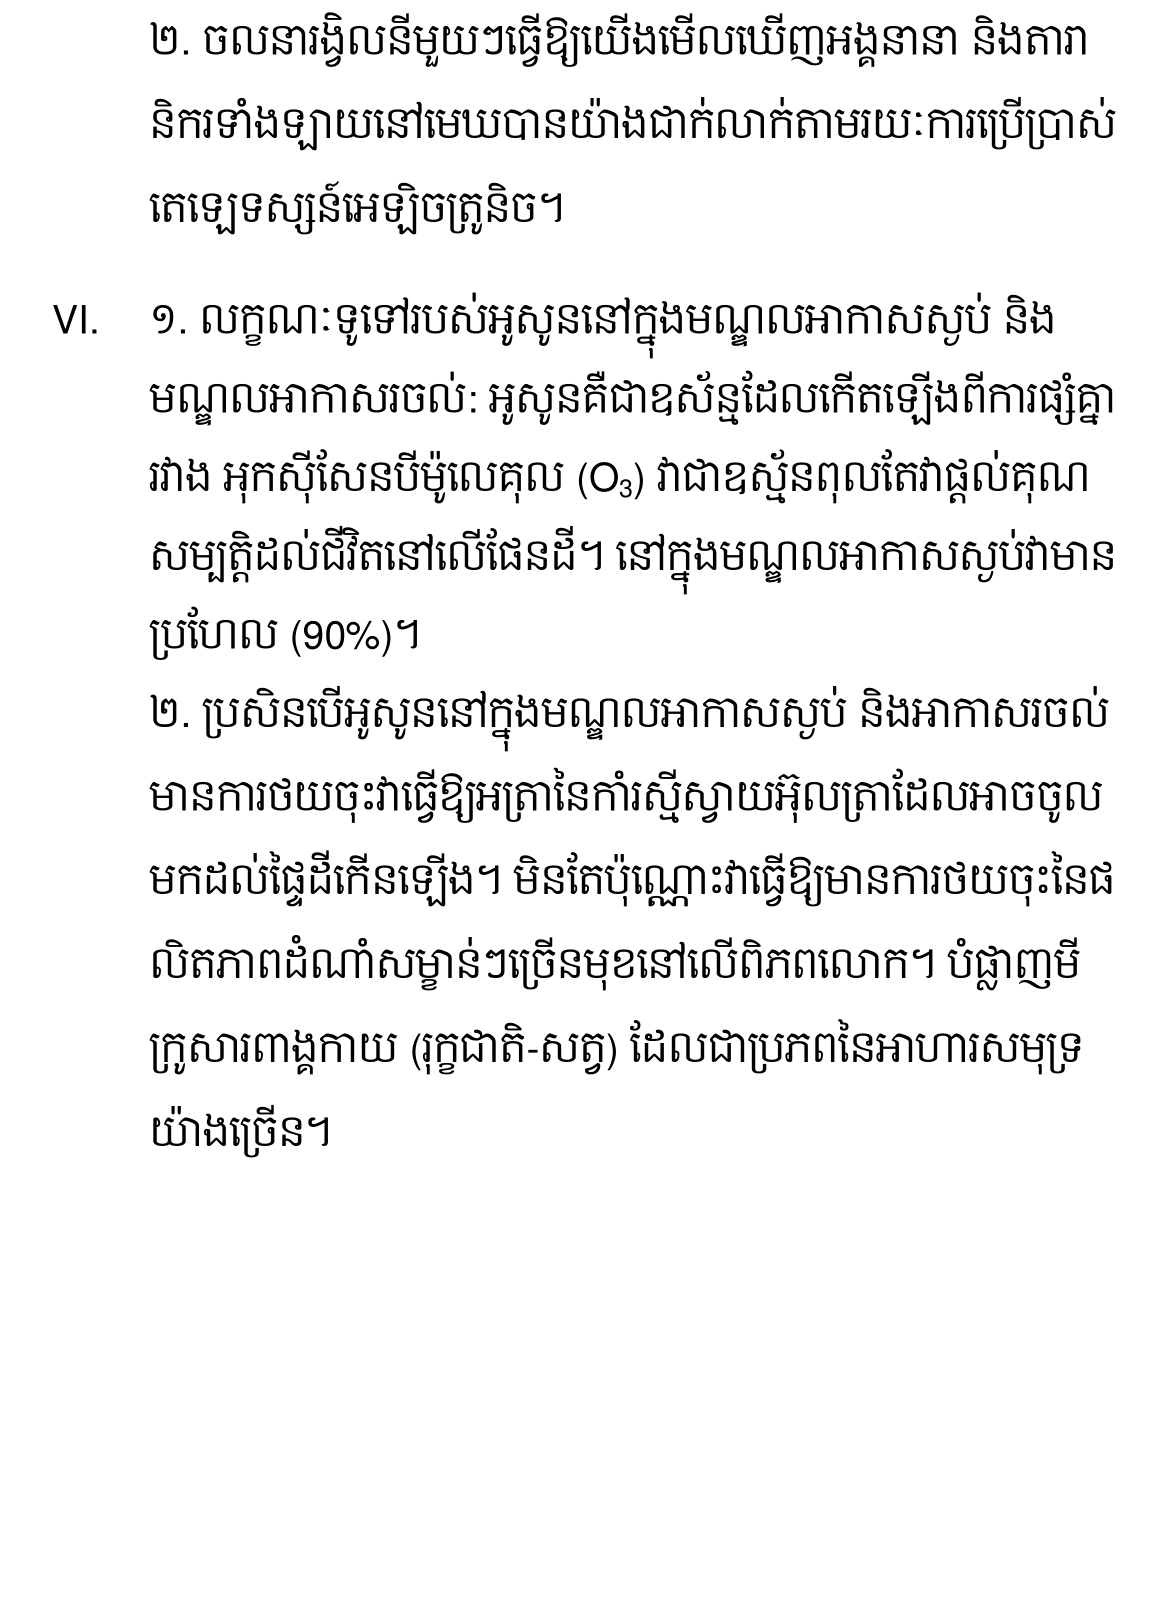 ២. ចលនារង្វិលនីមួយៗធ្វើឱ្យយើងមើលឃើញអង្គនានា និងតារា
និករទាំងឡាយនៅមេឃបានយ៉ាងជាក់លាក់តាមរយៈការប្រើប្រាស់
តេឡេទស្សន៍អេឡិចត្រូនិច។
VI. ១. លក្ខណៈទូទៅរបស់អូសូននៅក្នុងមណ្ឌលអាកាសស្ងប់ និង
មណ្ឌលអាកាសរចល់: អូសូនគឺជាឧស័ន្មដែលកើតឡើងពីការផ្សំគ្នា
រវាង អុកស៊ីសែនបីម៉ូលេគុល (O₃) វាជាឧស្ម័នពុលតែវាផ្តល់គុណ
សម្បត្តិដល់ជីវិតនៅលើផែនដី។ នៅក្នុងមណ្ឌលអាកាសស្ងប់វាមាន
ប្រហែល (90%)។
២. ប្រសិនបើអូសូននៅក្នុងមណ្ឌលអាកាសស្ងប់ និងអាកាសរចល់
មានការថយចុះវាធ្វើឱ្យអត្រានៃកាំរស្មីស្វាយអ៊ុលត្រាដែលអាចចូល
មកដល់ផ្ទៃដីកើនឡើង។ មិនតែប៉ុណ្ណោះវាធ្វើឱ្យមានការថយចុះនៃផ
លិតភាពដំណាំសម្ខាន់ៗច្រើនមុខនៅលើពិភពលោក។ បំផ្លាញមី
ក្រូសារពាង្គកាយ (រុក្ខជាតិ-សត្វ) ដែលជាប្រភពនៃអាហារសមុទ្រ
យ៉ាងច្រើន។